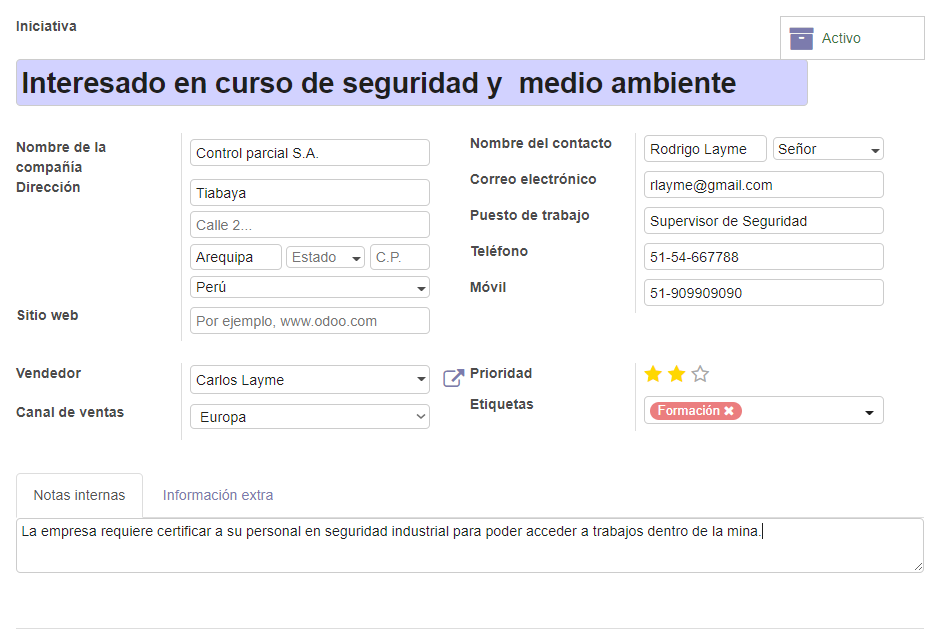 Iniciativa
Activo
Interesado en curso de seguridad y  medio ambiente
Nombre de la
compañía
Control parcial S.A.
Dirección
Tiabaya
Calle 2...
Arequipa Estado C.P.
Perú
Sitio web
Por ejemplo, www.odoo.com
Nombre del contacto
Rodrigo Layme Señor
Correo electrónico
rlayme@gmail.com
Puesto de trabajo
Supervisor de Seguridad
Teléfono
51-54-667788
Móvil
51-909909090
Vendedor
Carlos Layme
Canal de ventas
Europa
Prioridad
Etiquetas
Formación ✖
Notas internas Información extra
La empresa requiere certificar a su personal en seguridad industrial para poder acceder a trabajos dentro de la mina.